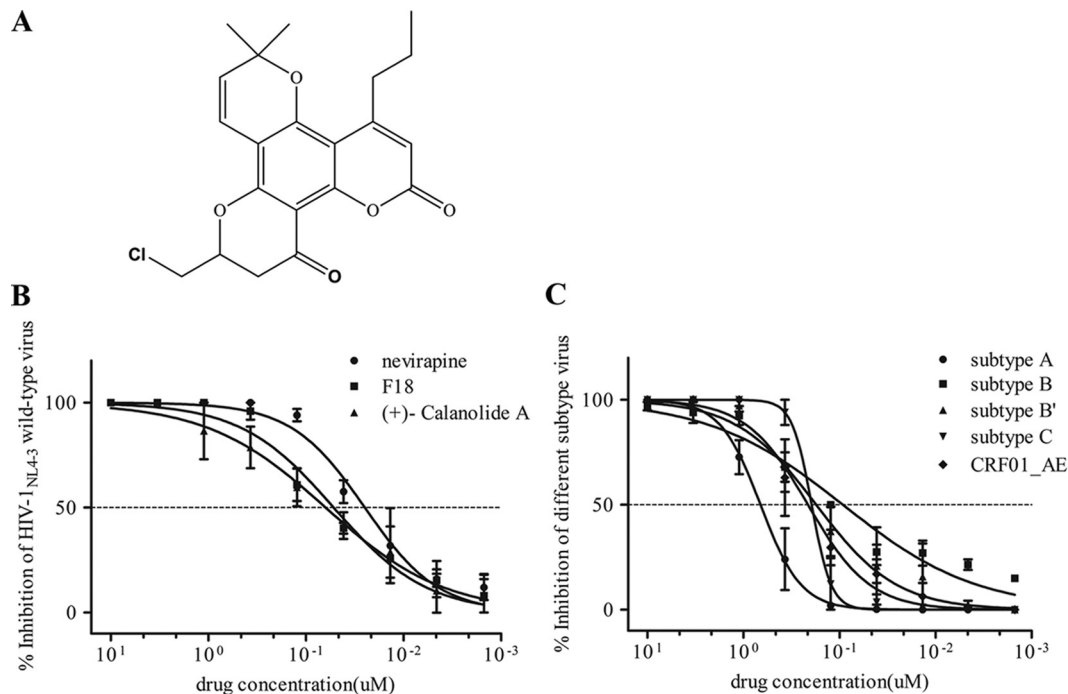 A
O
O
O
O
O
Cl
B
% Inhibition of HIV-1NL4-3 wild-type virus
100
50
0
nevirapine
F18
(+)- Calanolide A
10¹
10⁰
10⁻¹
10⁻²
10⁻³
drug concentration(uM)
C
% Inhibition of different subtype virus
100
50
0
subtype A
subtype B
subtype B'
subtype C
CRF01_AE
10¹
10⁰
10⁻¹
10⁻²
10⁻³
drug concentration(uM)